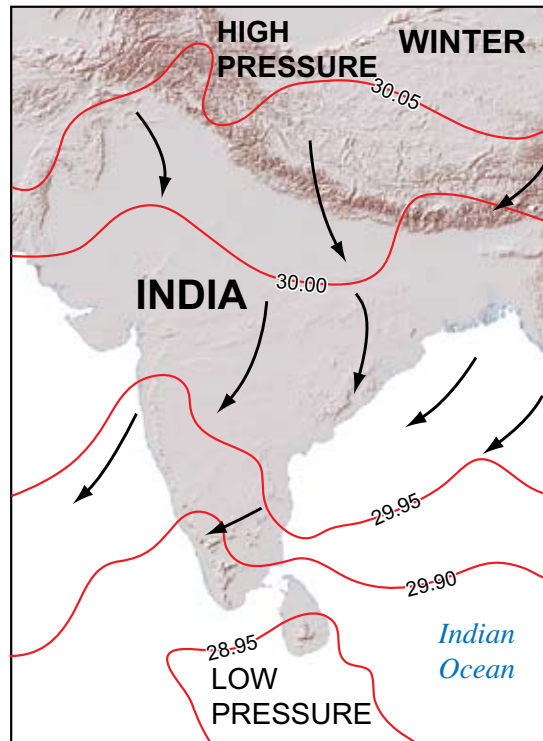 HIGH
PRESSURE
WINTER
30.05
30.00
INDIA
29.95
29.90
28.95
LOW
PRESSURE
Indian
Ocean